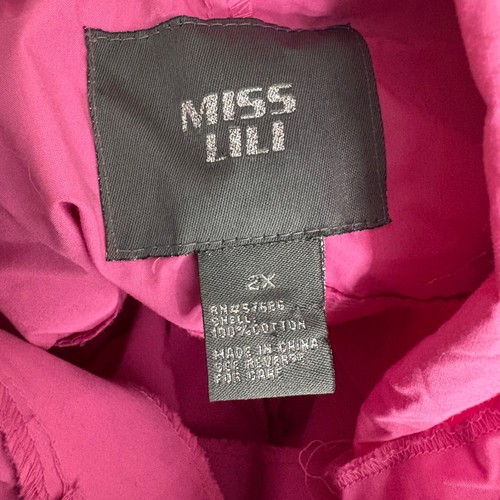 MISS
LILI
2X
RN#57686
SHELL:
100% COTTON
MADE IN CHINA
SEE REVERSE
FOR CARE